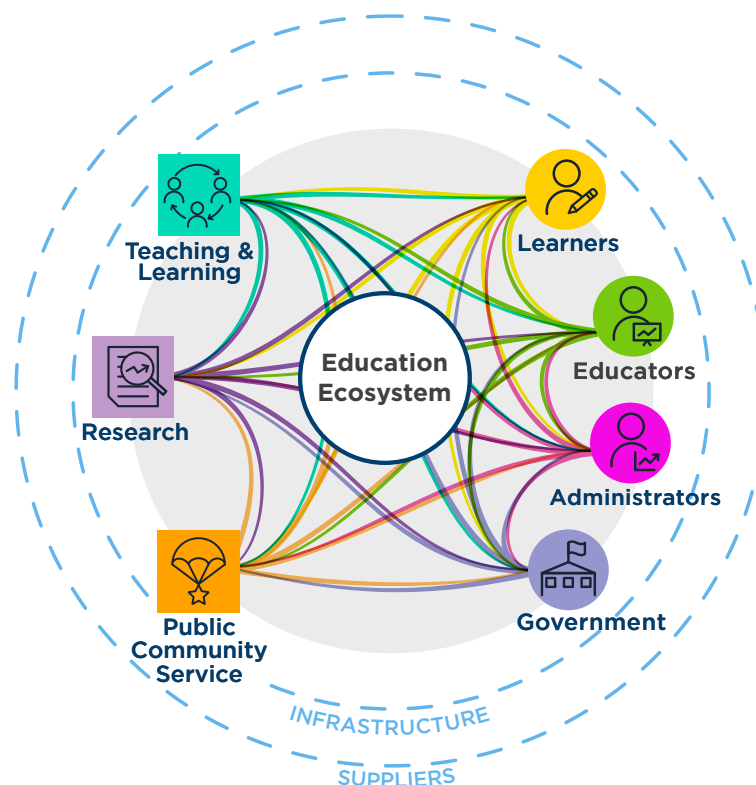 Teaching &
Learning
Learners
Education
Ecosystem
Educators
Research
Administrators
Public
Community
Service
Government
INFRASTRUCTURE
SUPPLIERS